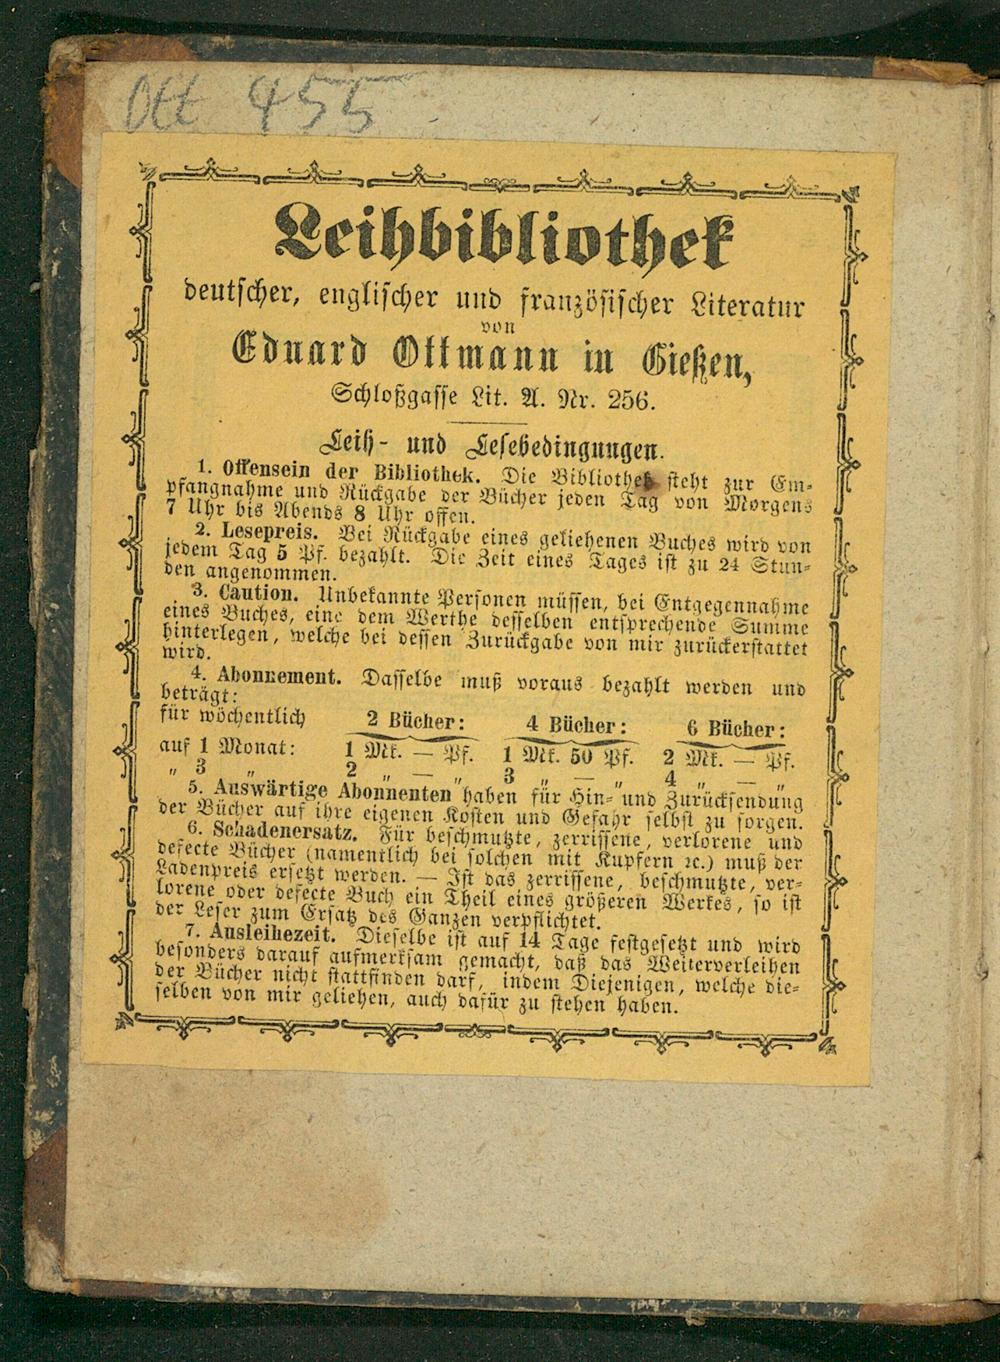 Ott 455
Leihbibliothek
deutscher, englischer und französischer Literatur
von
Eduard Ottmann in Gießen,
Schloßgasse Lit. A. Nr. 256.
Leih- und Lesebedingungen.
1. Offensein der Bibliothek. Die Bibliothek steht zur Em-
pfangnahme und Rückgabe der Bücher jeden Tag von Morgens
7 Uhr bis Abends 8 Uhr offen.
2. Lesepreis. Bei Rückgabe eines geliehenen Buches wird von
jedem Tag 5 Pf. bezahlt. Die Zeit eines Tages ist zu 24 Stun-
den angenommen.
3. Caution. Unbekannte Personen müssen, bei Entgegennahme
eines Buches, eine dem Werthe desselben entsprechende Summe
hinterlegen, welche bei dessen Zurückgabe von mir zurückerstattet
wird.
4. Abonnement. Dasselbe muß voraus bezahlt werden und
beträgt:
für wöchentlich 2 Bücher: 4 Bücher: 6 Bücher:
auf 1 Monat: 1 Mk. — Pf. 1 Mk. 50 Pf. 2 Mk. — Pf.
„ 3 „ 2 „ — „ 3 „ — „ 4 „ — „
5. Auswärtige Abonnenten haben für Hin- und Zurücksendung
der Bücher auf ihre eigenen Kosten und Gefahr selbst zu sorgen.
6. Schadenersatz. Für beschmutzte, zerrissene, verlorene und
defecte Bücher (namentlich bei solchen mit Kupfern ꝛc.) muß der
Ladenpreis ersetzt werden. — Ist das zerrissene, beschmutzte, ver-
lorene oder defecte Buch ein Theil eines größeren Werkes, so ist
der Leser zum Ersatz des Ganzen verpflichtet.
7. Ausleihezeit. Dieselbe ist auf 14 Tage festgesetzt und wird
besonders darauf aufmerksam gemacht, daß das Weiterverleihen
der Bücher nicht stattfinden darf, indem Diejenigen, welche die-
selben von mir geliehen, auch dafür zu stehen haben.